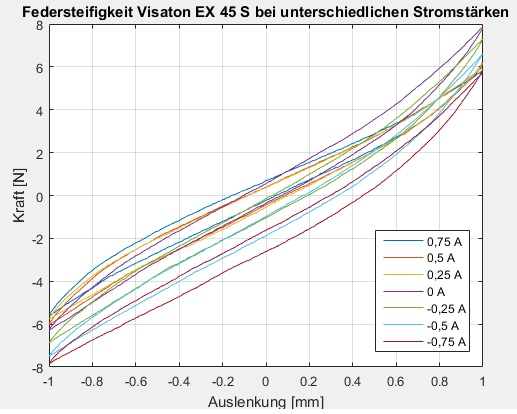 Federsteifigkeit Visaton EX 45 S bei unterschiedlichen Stromstärken
8
6
4
2
0
-2
-4
-6
-8
Kraft [N]
0,75 A
0,5 A
0,25 A
0 A
-0,25 A
-0,5 A
-0,75 A
-1 -0.8 -0.6 -0.4 -0.2 0 0.2 0.4 0.6 0.8 1
Auslenkung [mm]